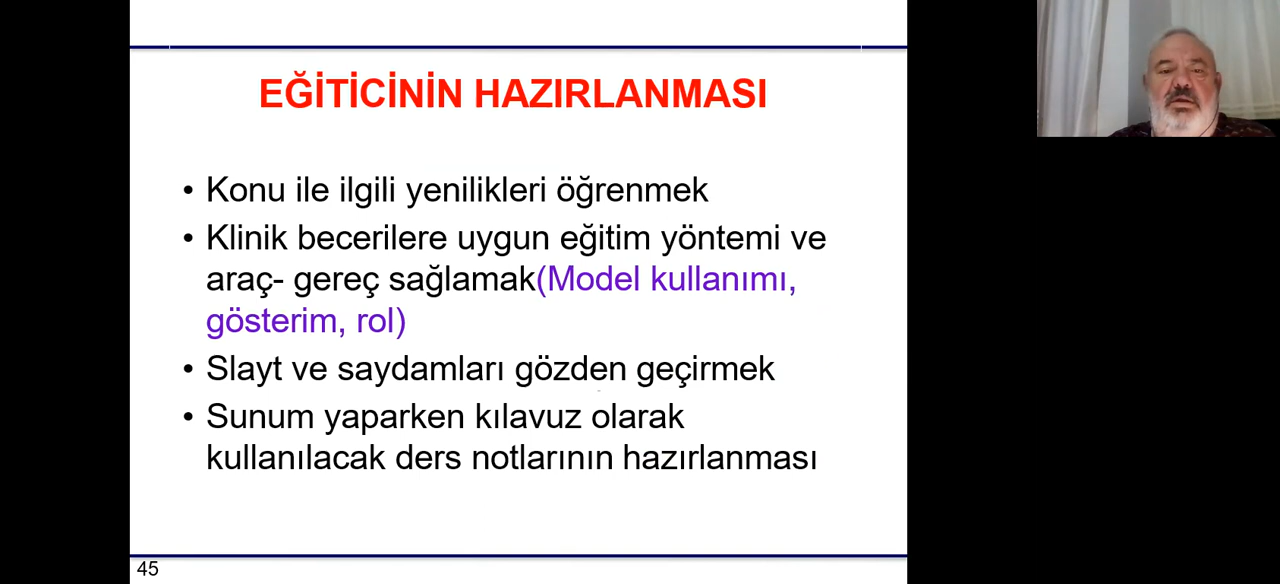 EĞİTİCİNİN HAZIRLANMASI
• Konu ile ilgili yenilikleri öğrenmek
• Klinik becerilere uygun eğitim yöntemi ve
araç- gereç sağlamak(Model kullanımı,
gösterim, rol)
• Slayt ve saydamları gözden geçirmek
• Sunum yaparken kılavuz olarak
kullanılacak ders notlarının hazırlanması
45